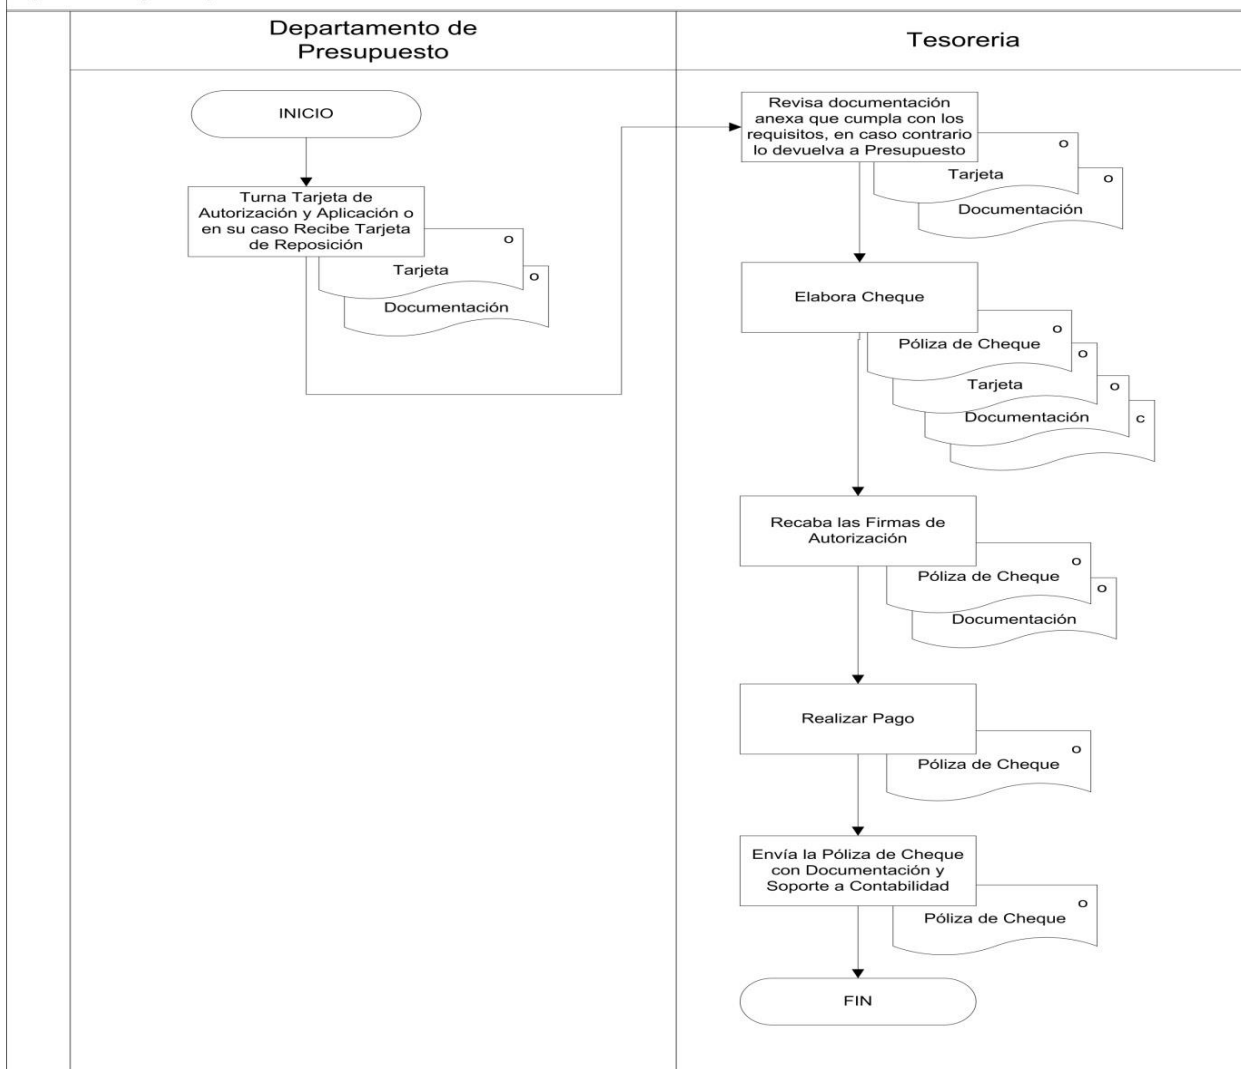 Departamento de
Presupuesto
Tesoreria
INICIO
Turna Tarjeta de
Autorización y Aplicación o
en su caso Recibe Tarjeta
de Reposición
o
Tarjeta
o
Documentación
Revisa documentación
anexa que cumpla con los
requisitos, en caso contrario
lo devuelva a Presupuesto
o
Tarjeta
o
Documentación
Elabora Cheque
o
Póliza de Cheque
o
Tarjeta
o
Documentación
c
Recaba las Firmas de
Autorización
o
Póliza de Cheque
o
Documentación
Realizar Pago
o
Póliza de Cheque
Envía la Póliza de Cheque
con Documentación y
Soporte a Contabilidad
o
Póliza de Cheque
FIN